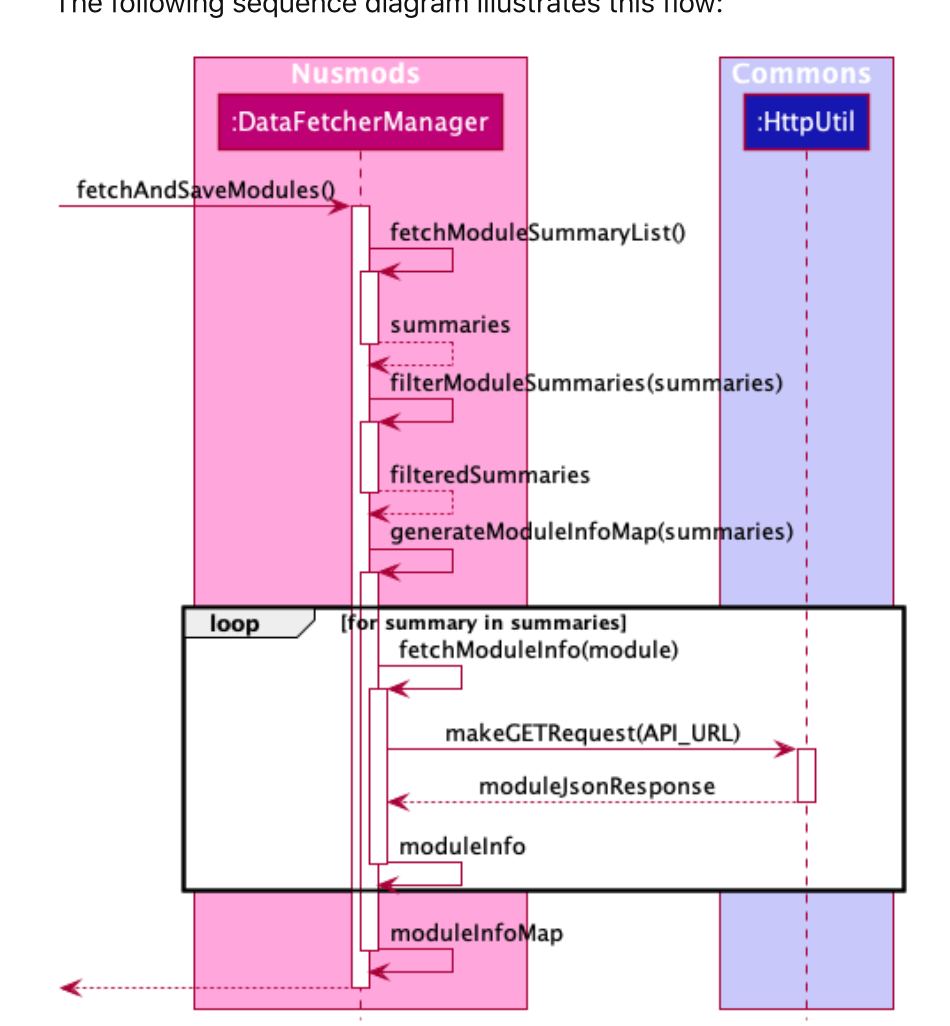 The following sequence diagram illustrates this flow:
Nusmods
Commons
:DataFetcherManager
:HttpUtil
fetchAndSaveModules()
fetchModuleSummaryList()
summaries
filterModuleSummaries(summaries)
filteredSummaries
generateModuleInfoMap(summaries)
loop [for summary in summaries]
fetchModuleInfo(module)
makeGETRequest(API_URL)
moduleJsonResponse
moduleInfo
moduleInfoMap